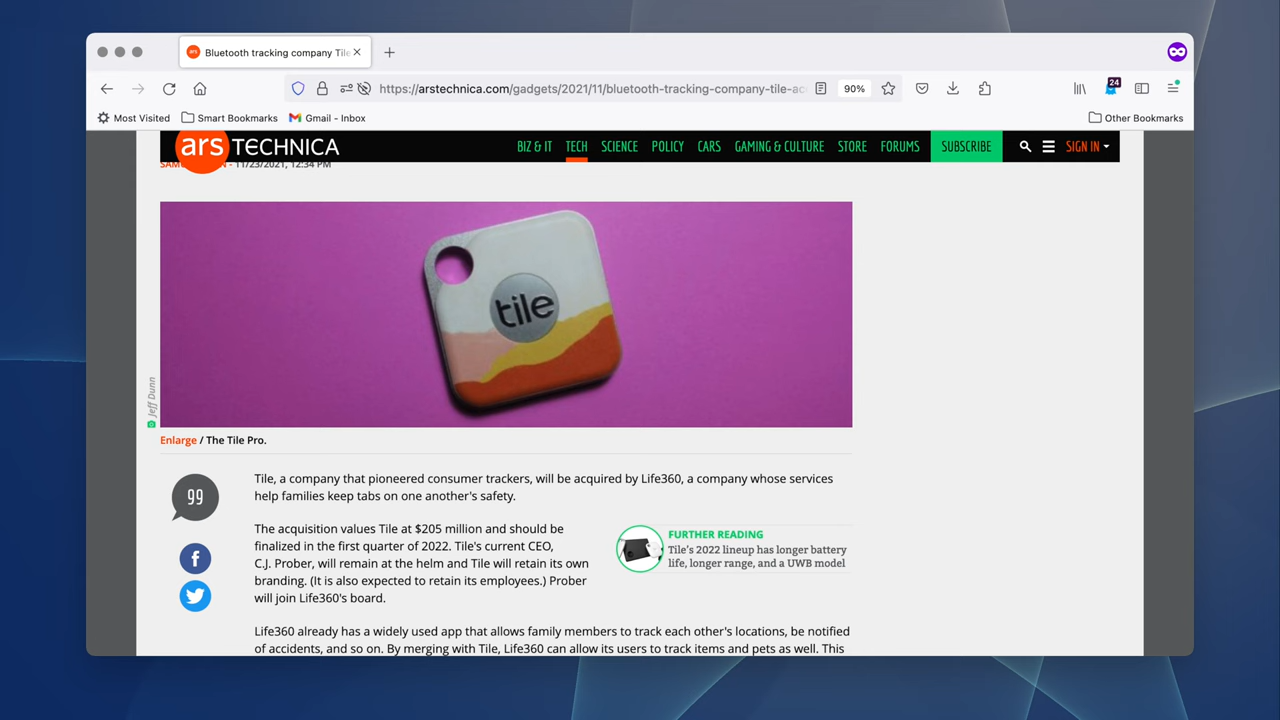 ars Bluetooth tracking company Tile
24
https://arstechnica.com/gadgets/2021/11/bluetooth-tracking-company-tile-ac
90%
Most Visited
Smart Bookmarks
Gmail - Inbox
Other Bookmarks
ars TECHNICA
BIZ & IT
TECH
SCIENCE
POLICY
CARS
GAMING & CULTURE
STORE
FORUMS
SUBSCRIBE
SIGN IN
- 11/23/2021, 12:34 PM
tile
Jeff Dunn
Enlarge / The Tile Pro.
99
Tile, a company that pioneered consumer trackers, will be acquired by Life360, a company whose services
help families keep tabs on one another's safety.
The acquisition values Tile at $205 million and should be
finalized in the first quarter of 2022. Tile's current CEO,
C.J. Prober, will remain at the helm and Tile will retain its own
branding. (It is also expected to retain its employees.) Prober
will join Life360's board.
FURTHER READING
Tile's 2022 lineup has longer battery
life, longer range, and a UWB model
Life360 already has a widely used app that allows family members to track each other's locations, be notified
of accidents, and so on. By merging with Tile, Life360 can allow its users to track items and pets as well. This